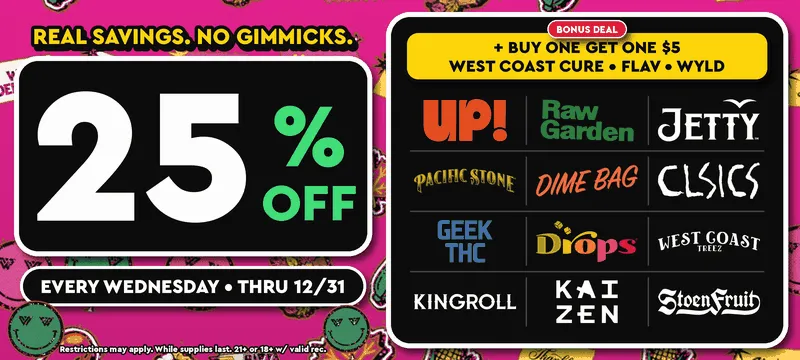 REAL SAVINGS. NO GIMMICKS.
25% OFF
EVERY WEDNESDAY • THRU 12/31
Restrictions may apply. While supplies last. 21+ or 18+ w/ valid rec.
BONUS DEAL
+ BUY ONE GET ONE $5
WEST COAST CURE • FLAV • WYLD
UP!
Raw
Garden
JETTY
PACIFIC STONE
DIME BAG
CLSICS
GEEK
THC
Drops
WEST COAST
TREEZ
KINGROLL
KAI
ZEN
StoenFruit